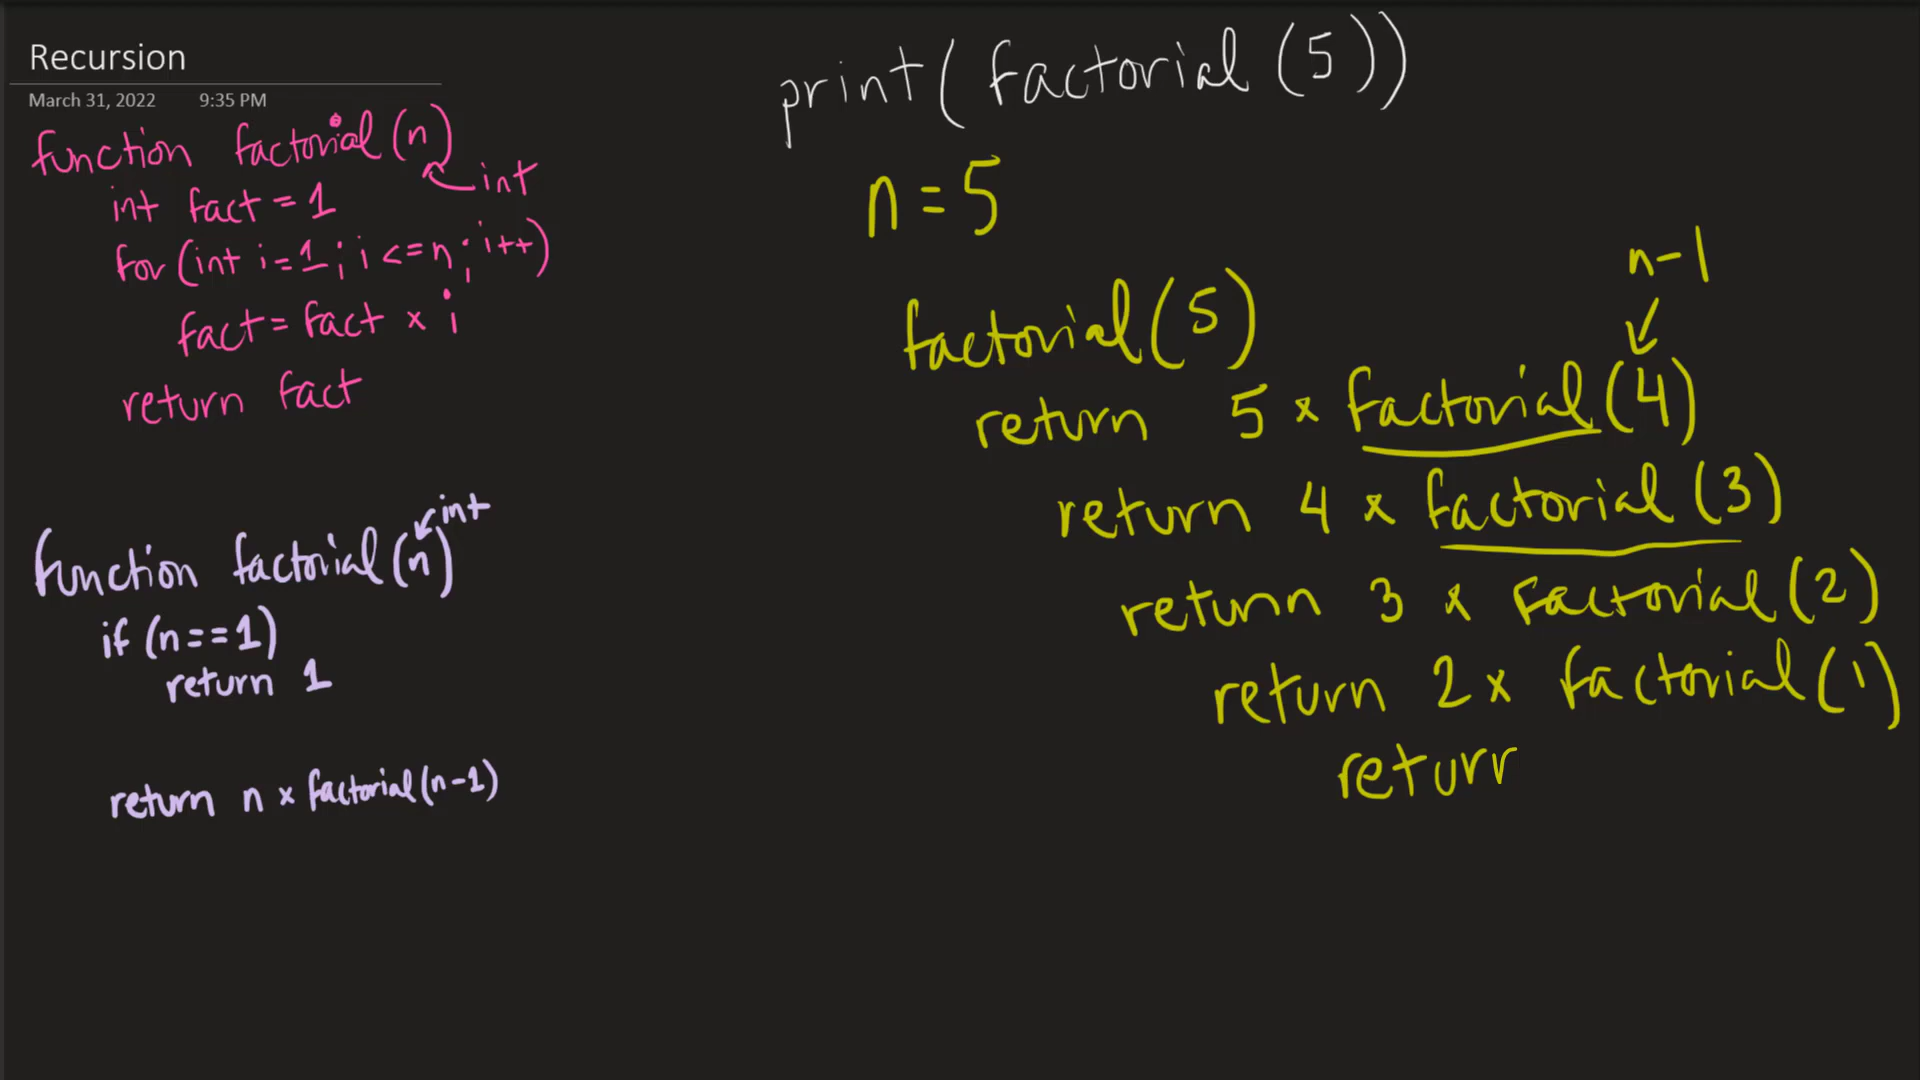 Recursion
March 31, 2022 9:35 PM
function factorial (n)
int
int fact = 1
for (int i=1; i <= n; i++)
fact = fact × i
return fact
function factorial (n)
int
if (n==1)
return 1
return n × factorial (n-1)
print( factorial (5))
n = 5
n-1
factorial (5)
return 5 × factorial (4)
return 4 × factorial (3)
return 3 × factorial (2)
return 2 × factorial (1)
return